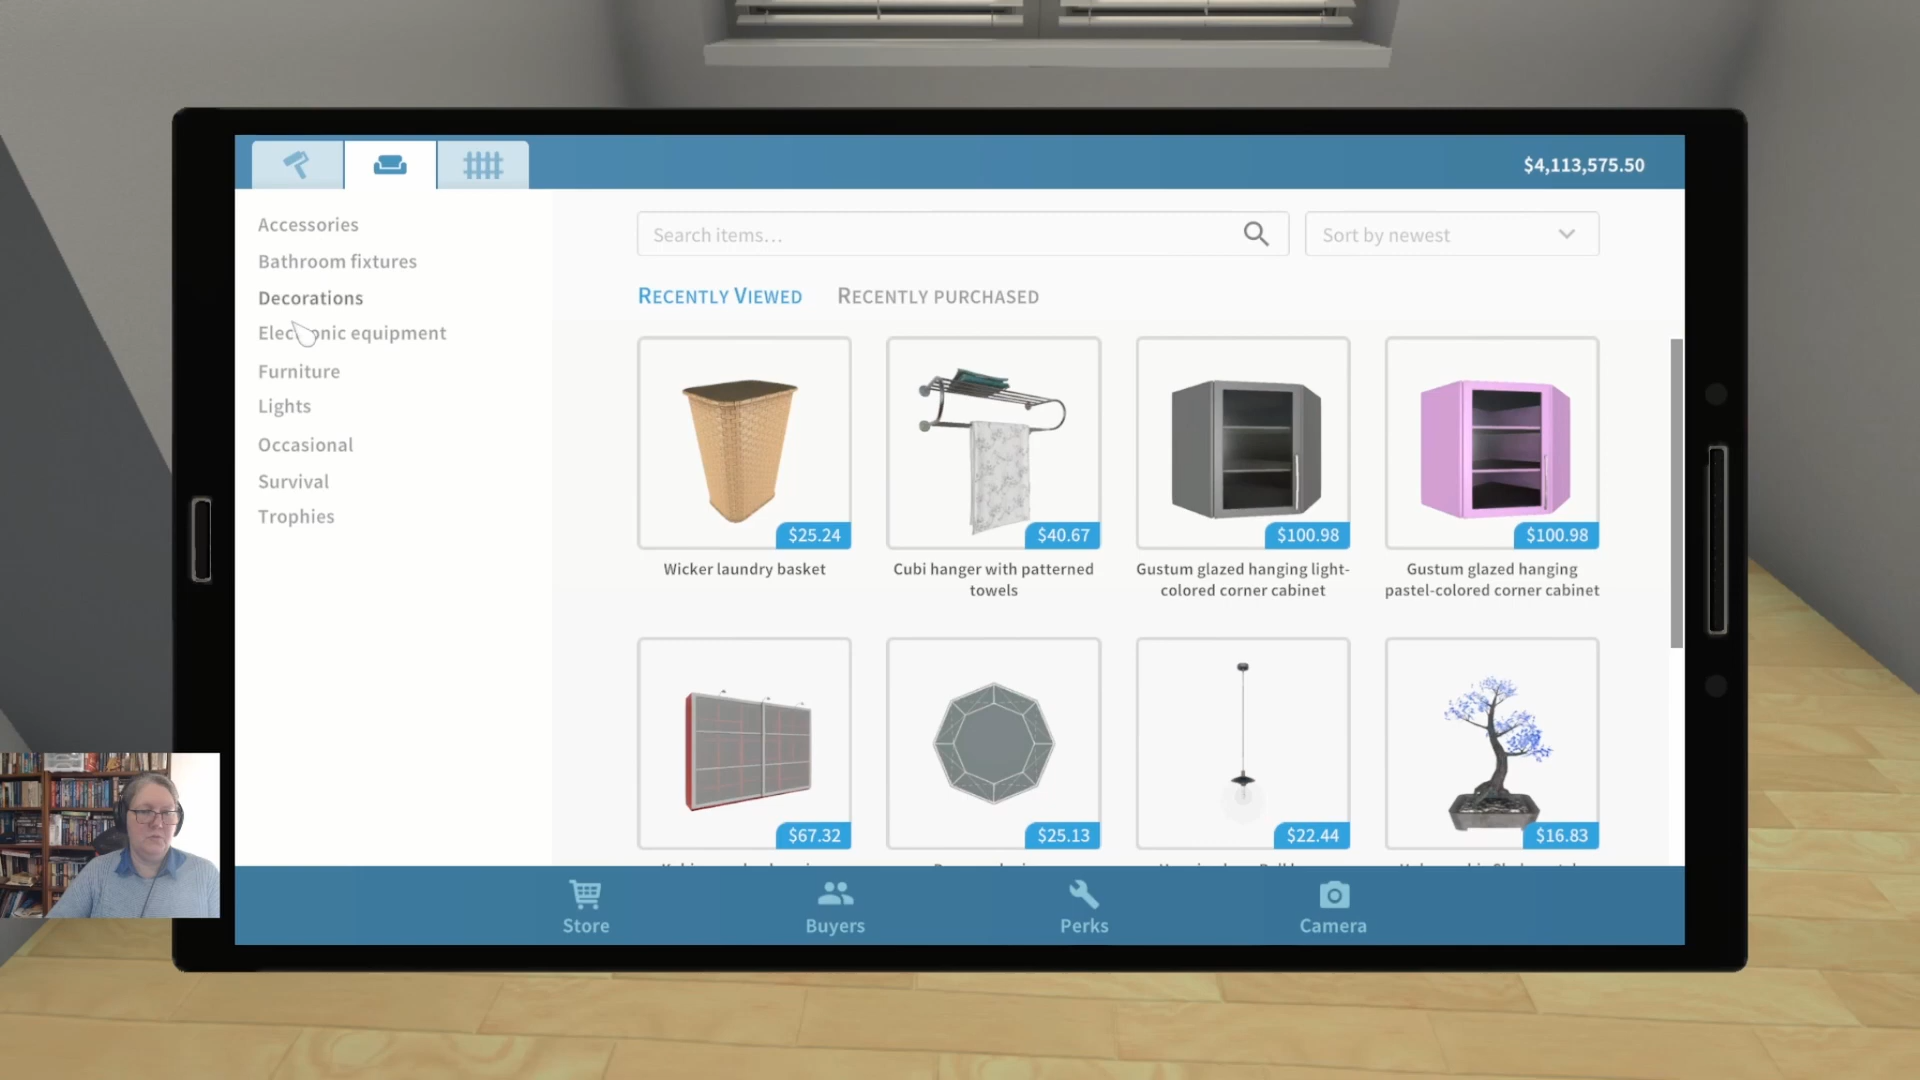 $4,113,575.50
Accessories
Bathroom fixtures
Decorations
Electronic equipment
Furniture
Lights
Occasional
Survival
Trophies
Search items...
Sort by newest
RECENTLY VIEWED
RECENTLY PURCHASED
$25.24
$40.67
$100.98
$100.98
Wicker laundry basket
Cubi hanger with patterned
towels
Gustum glazed hanging light-
colored corner cabinet
Gustum glazed hanging
pastel-colored corner cabinet
$67.32
$25.13
$22.44
$16.83
Store
Buyers
Perks
Camera